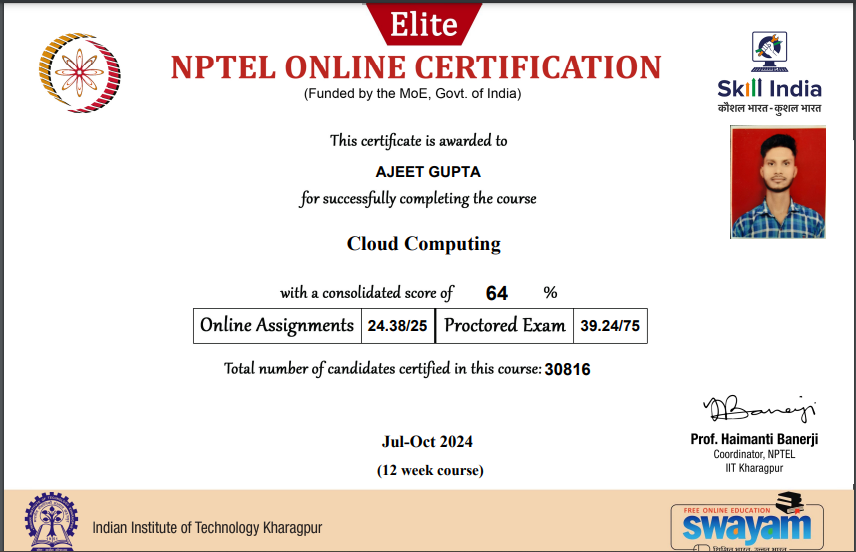 Elite
NPTEL ONLINE CERTIFICATION
(Funded by the MoE, Govt. of India)
Skill India
कौशल भारत - कुशल भारत
This certificate is awarded to
AJEET GUPTA
for successfully completing the course
Cloud Computing
with a consolidated score of 64 %
Online Assignments 24.38/25 Proctored Exam 39.24/75
Total number of candidates certified in this course: 30816
Banerji
Prof. Haimanti Banerji
Coordinator, NPTEL
IIT Kharagpur
Jul-Oct 2024
(12 week course)
Indian Institute of Technology Kharagpur
FREE ONLINE EDUCATION
swayam